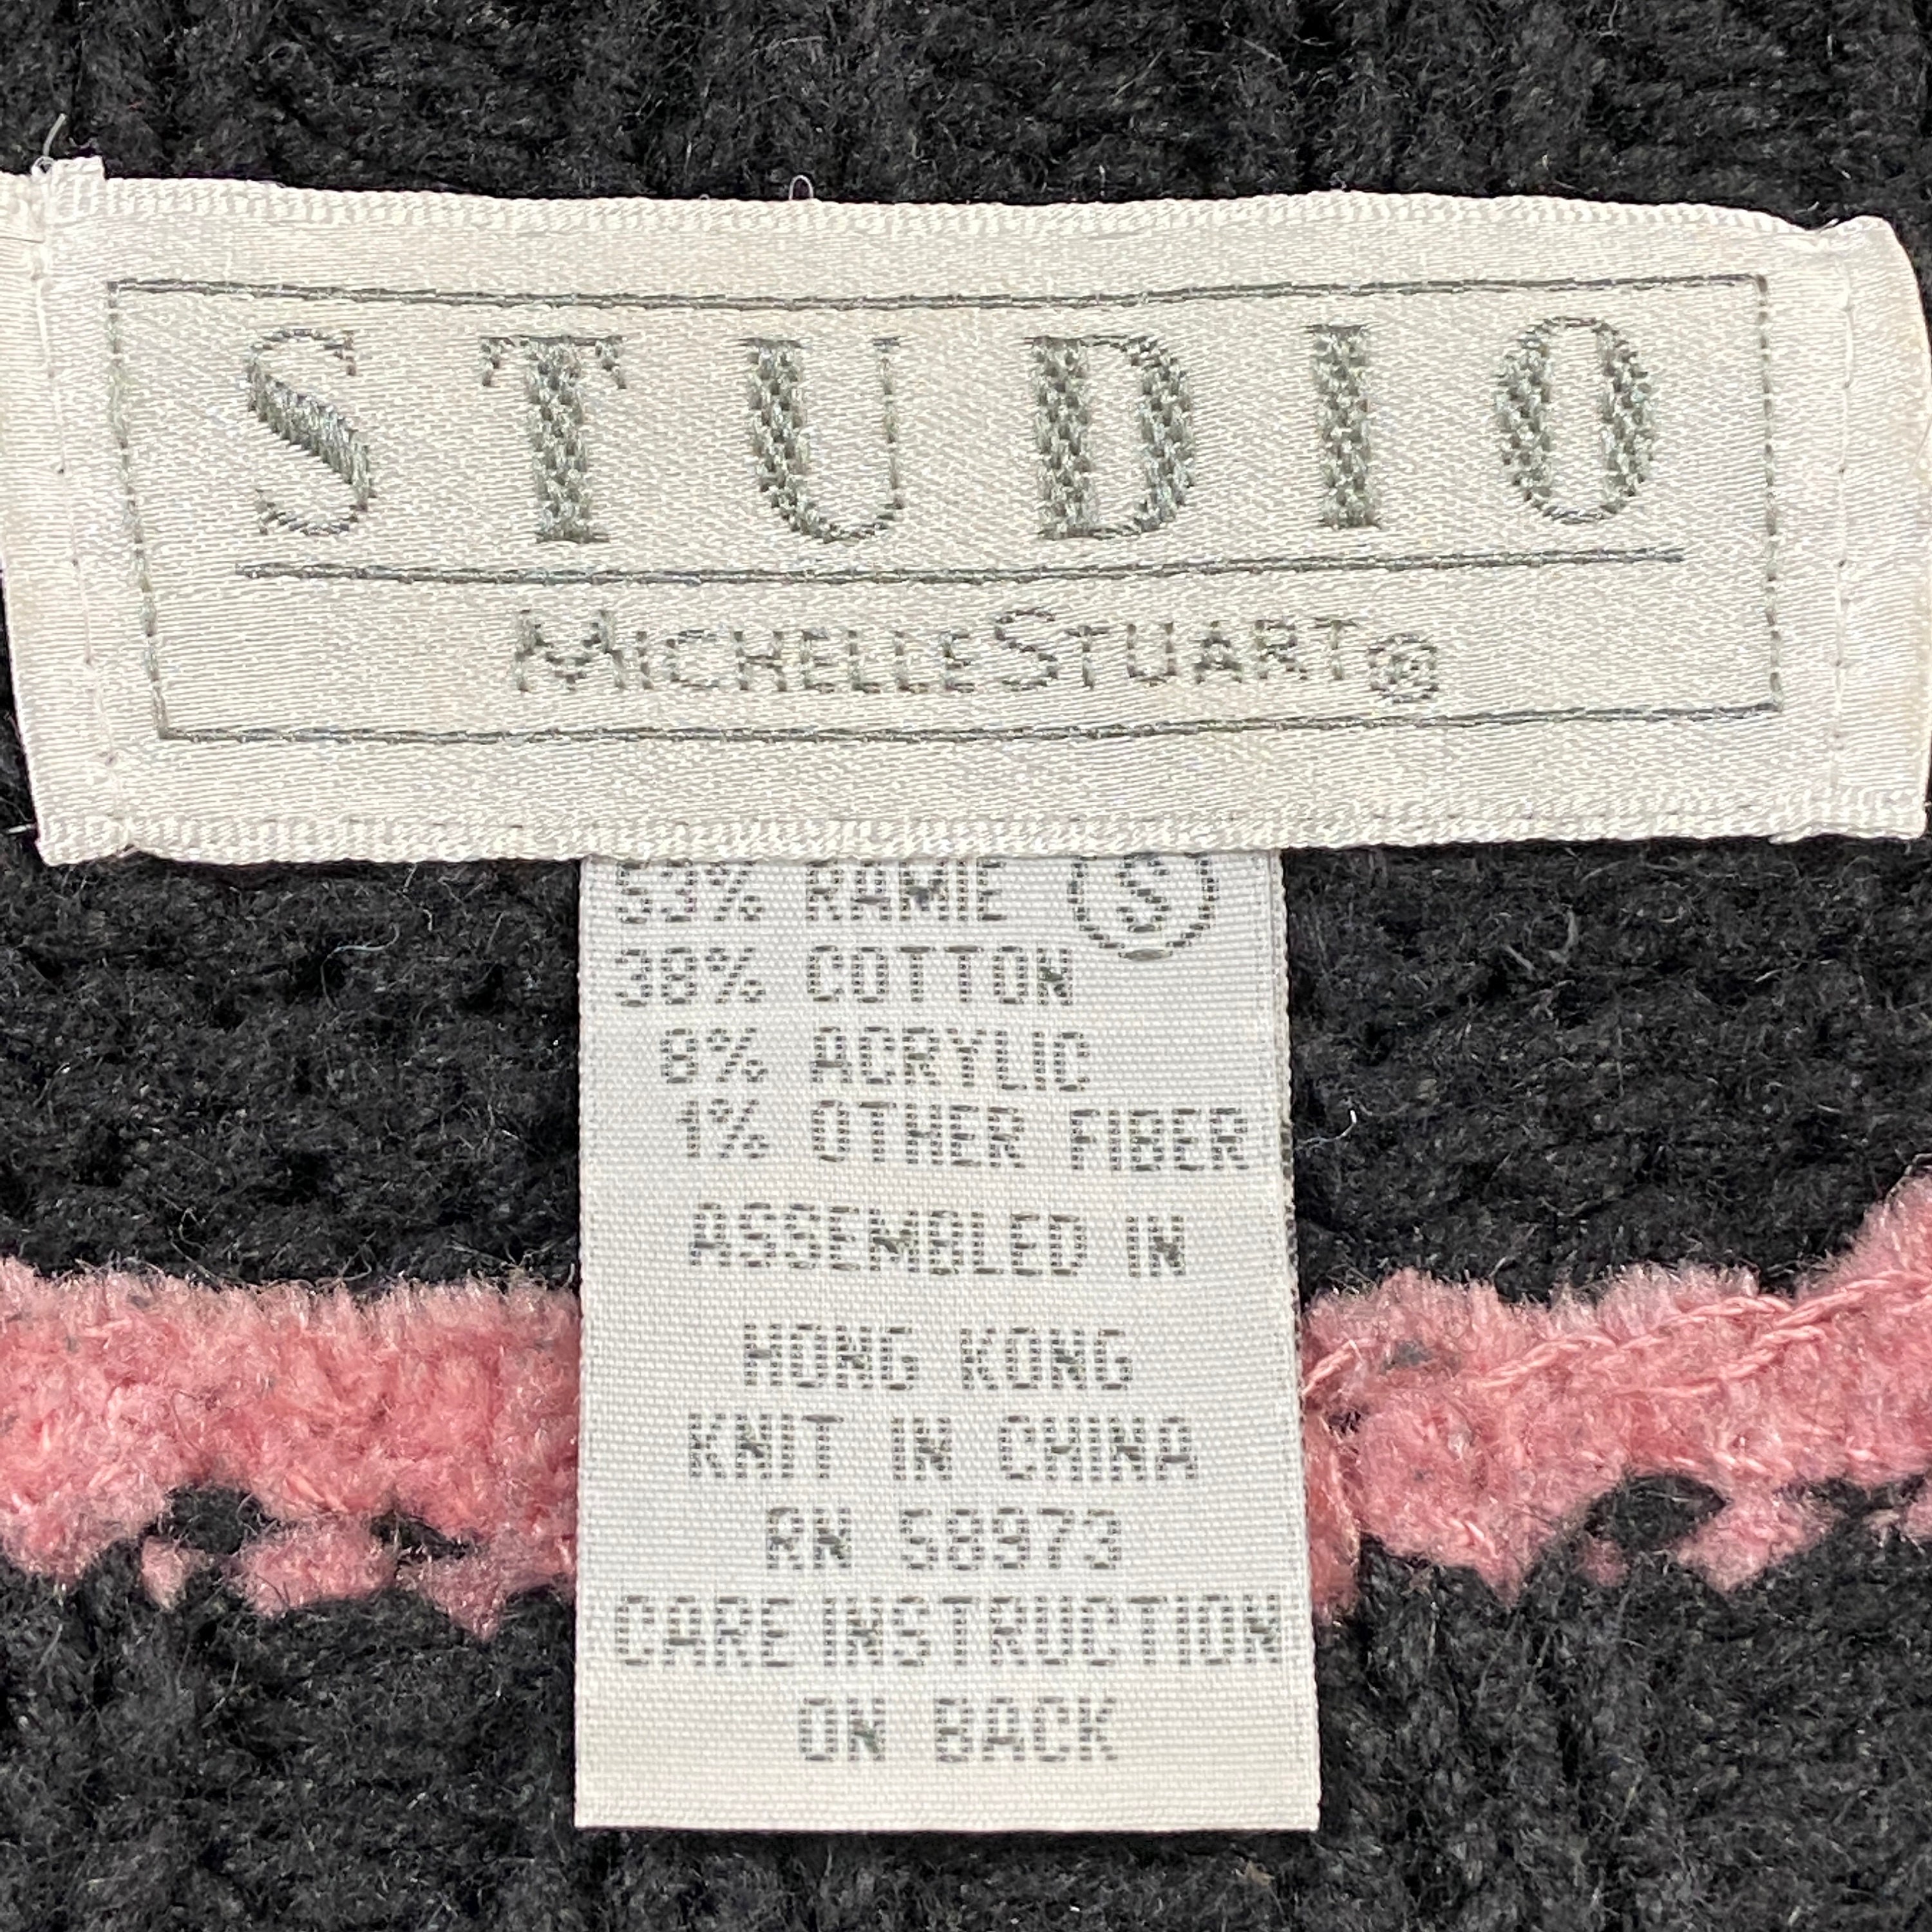 STUDIO
MICHELLESTUART®
53% RAMIE Ⓢ
38% COTTON
8% ACRYLIC
1% OTHER FIBER
ASSEMBLED IN
HONG KONG
KNIT IN CHINA
RN 58973
CARE INSTRUCTION
ON BACK